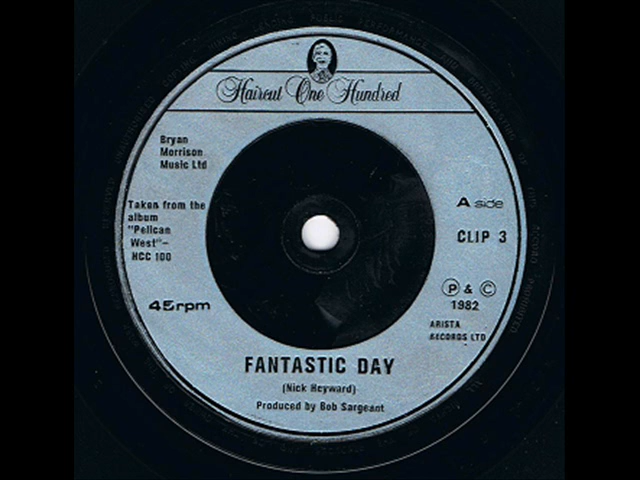 Haircut One Hundred
Bryan
Morrison
Music Ltd
Taken from the
album
"Pelican
West"–
HCC 100
A side
CLIP 3
45rpm
Ⓟ & ©
1982
ARISTA
RECORDS LTD
FANTASTIC DAY
(Nick Heyward)
Produced by Bob Sargeant